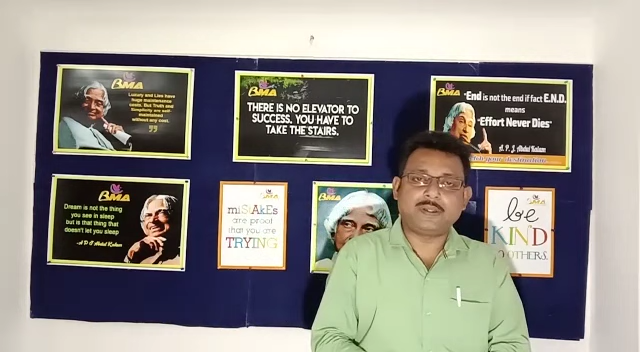 BMA
Luxury and Lies have
huge maintenance
costs. But Truth and
Simplicity are self-
maintained
without any cost.
BMA
THERE IS NO ELEVATOR TO
SUCCESS. YOU HAVE TO
TAKE THE STAIRS.
BMA
"End is not the end if fact E.N.D.
means
"Effort Never Dies"
A. P. J. Abdul Kalam
your destination
BMA
Dream is not the thing
you see in sleep
but is that thing that
doesn't let you sleep
-A P J Abdul Kalam
BMA
miStAkEs
are proof
that you are
TRYING
BMA
BMA
be
KIND
OTHERS.